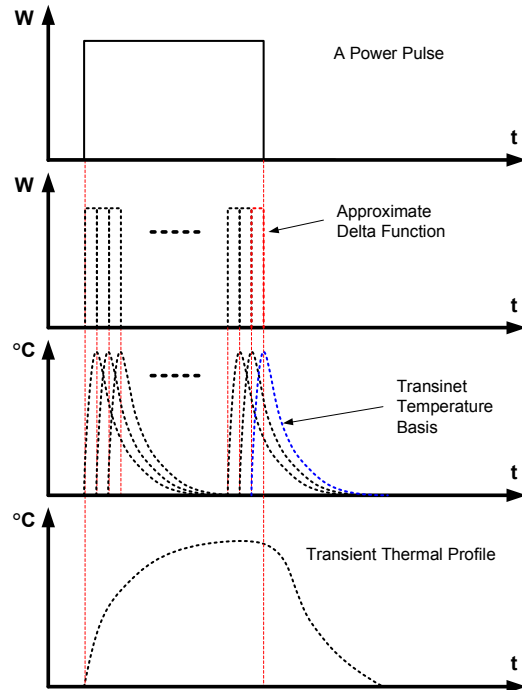 W
A Power Pulse
t
W
Approximate
Delta Function
t
°C
Transinet
Temperature
Basis
t
°C
Transient Thermal Profile
t